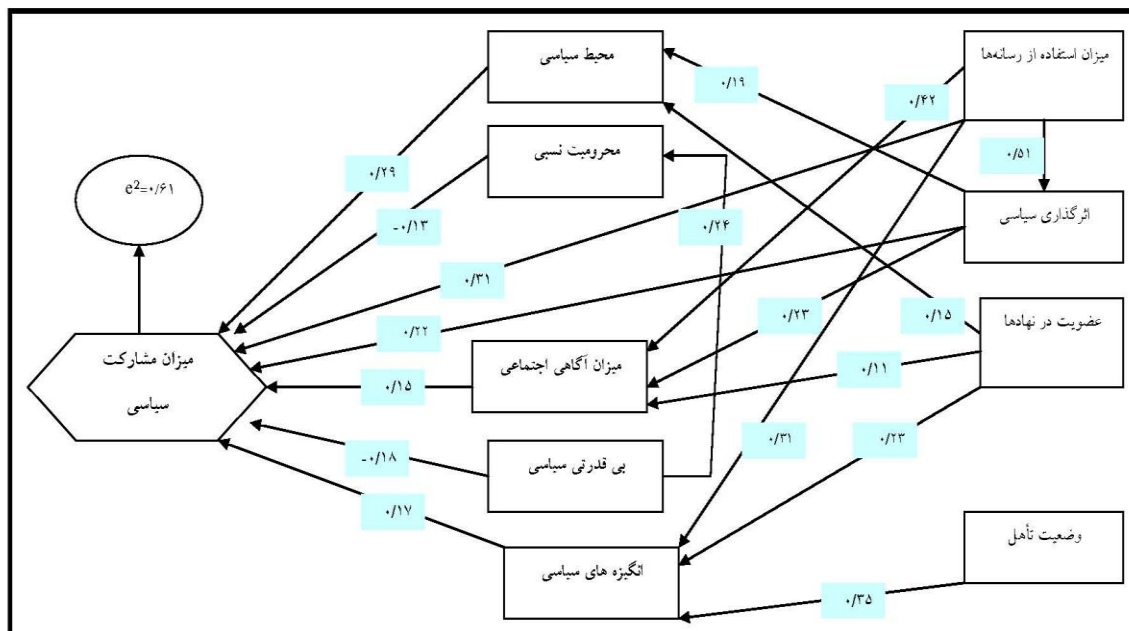 میزان استفاده از رسانه‌ها
محیط سیاسی
۰/۱۹
۰/۴۲
محرومیت نسبی
۰/۵۱
۰/۲۹
e²=۰/۶۱
اثرگذاری سیاسی
۰/۲۴
-۰/۱۳
۰/۳۱
عضویت در نهادها
۰/۱۵
۰/۲۳
۰/۲۲
میزان مشارکت
سیاسی
میزان آگاهی اجتماعی
۰/۱۱
۰/۱۵
۰/۳۱
۰/۲۳
بی قدرتی سیاسی
-۰/۱۸
۰/۱۷
وضعیت تأهل
انگیزه های سیاسی
۰/۳۵